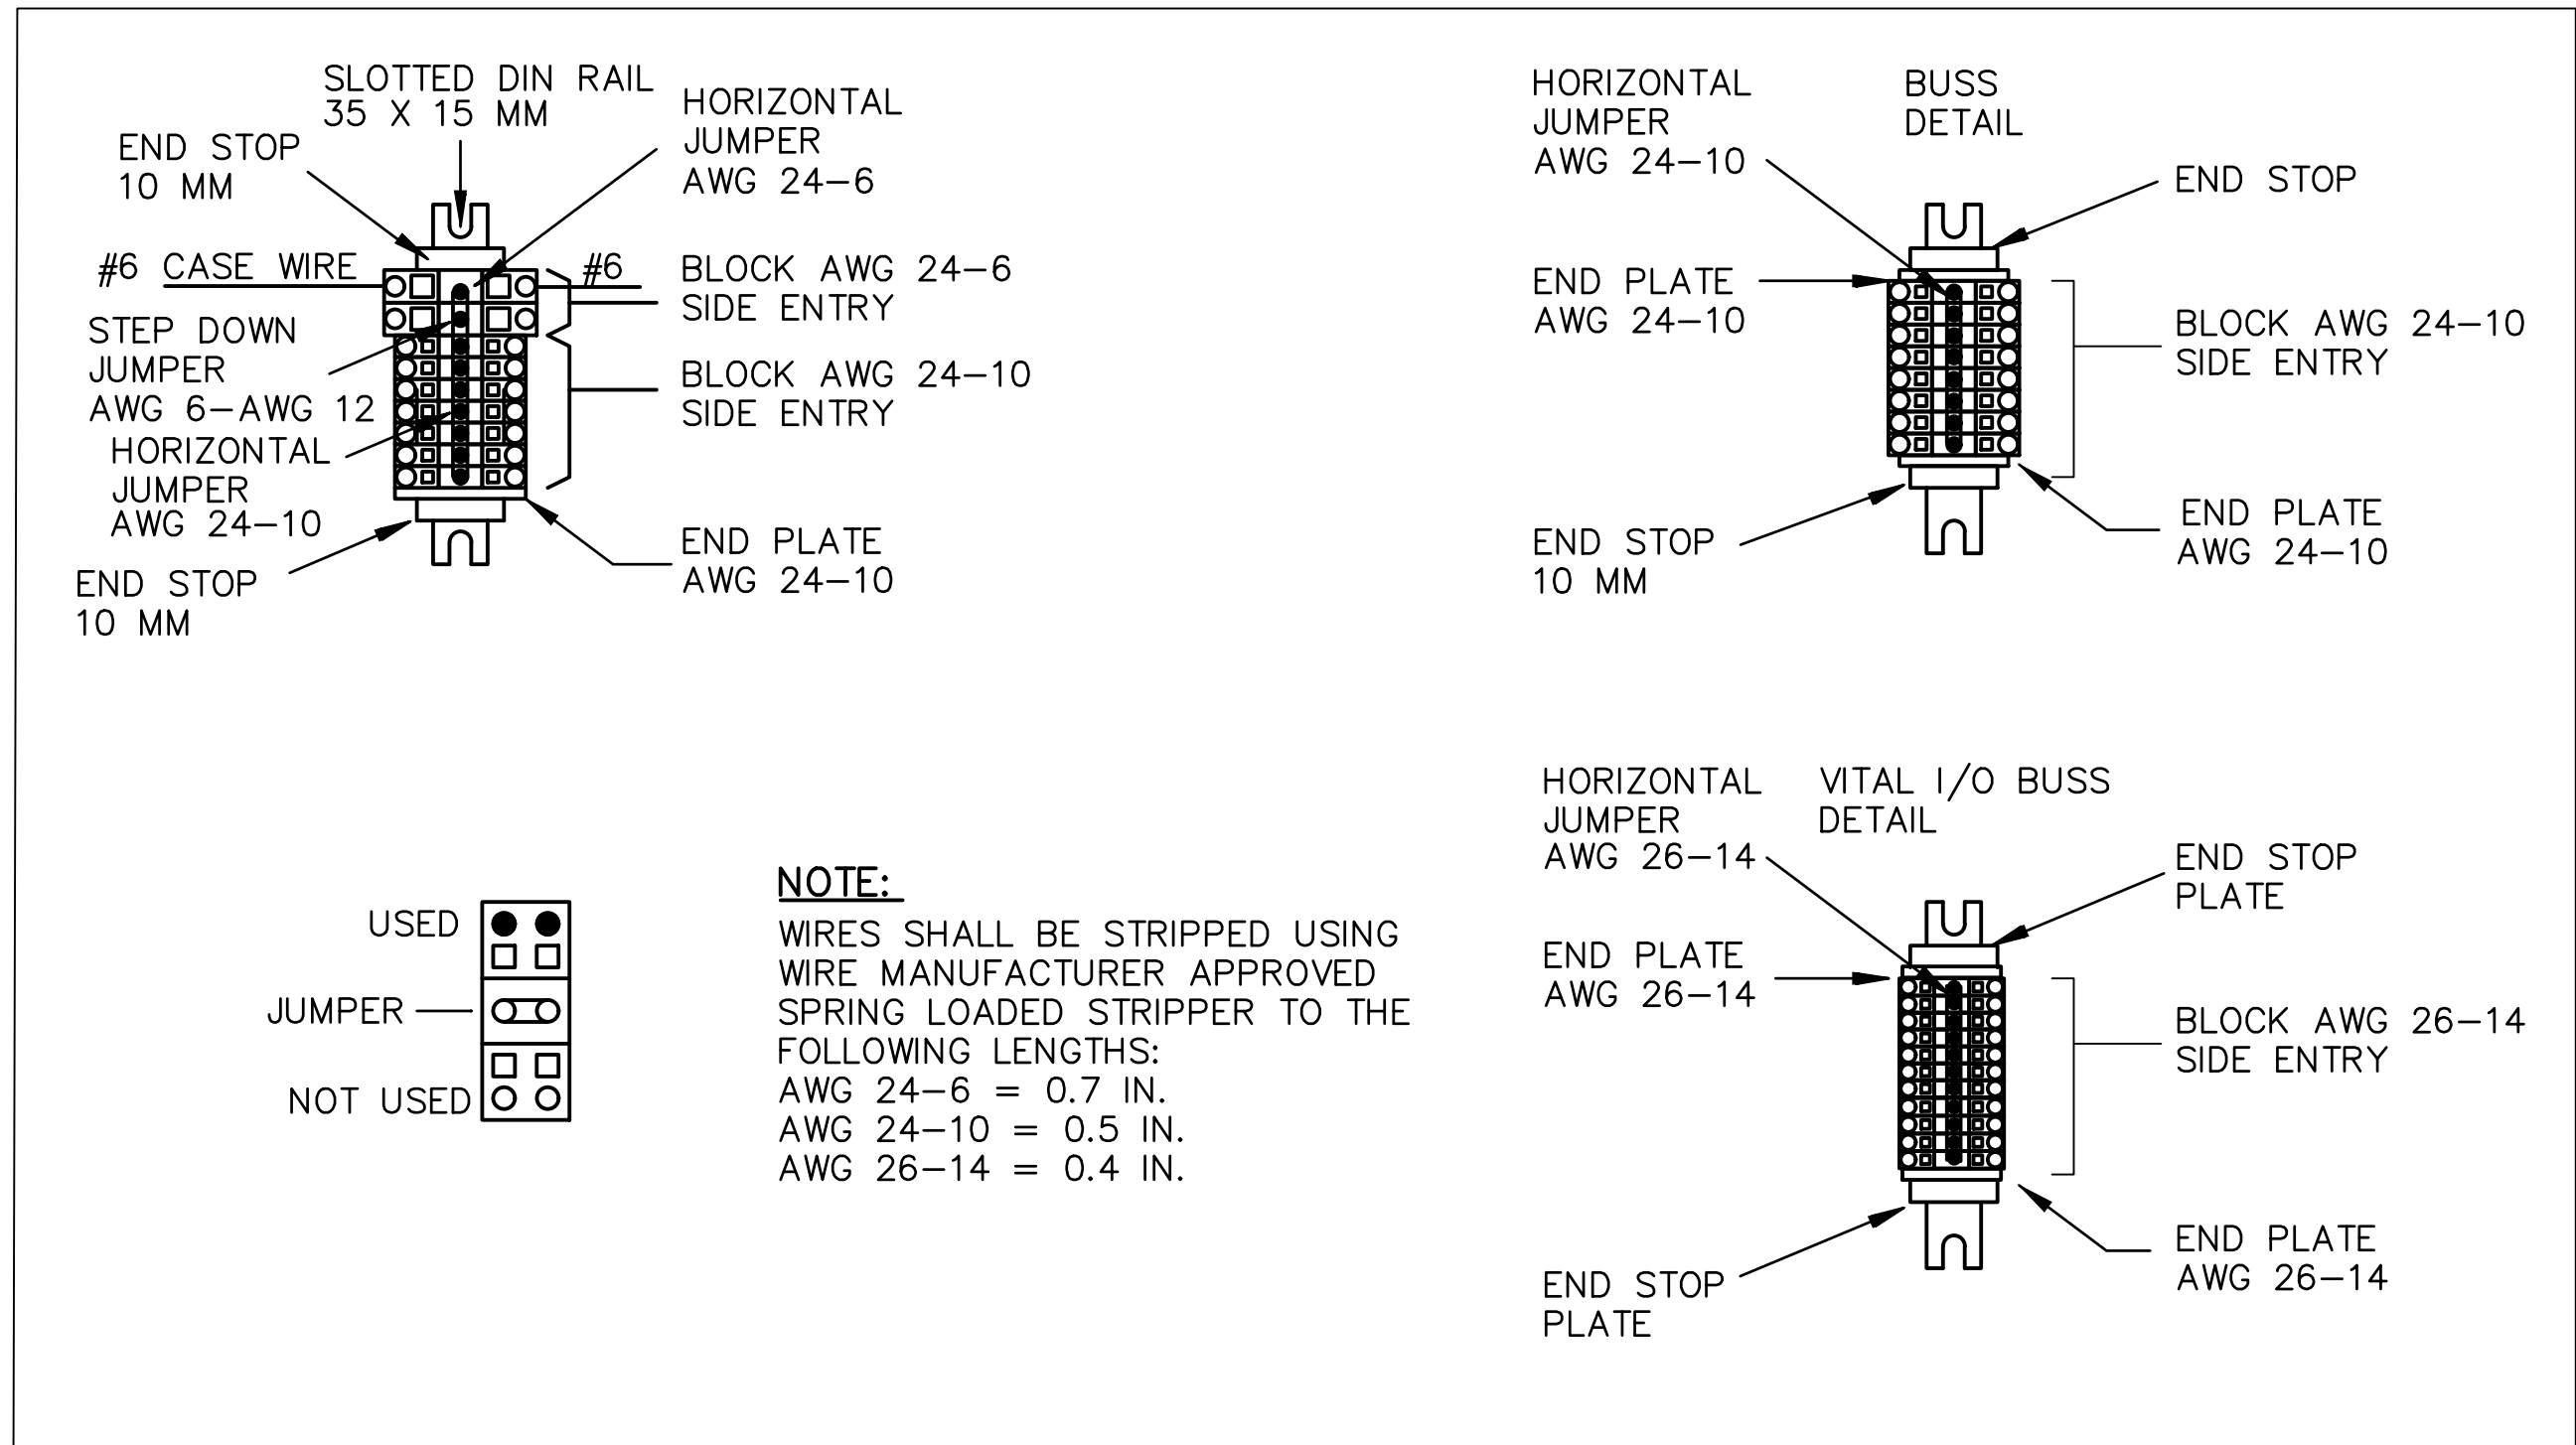 SLOTTED DIN RAIL
35 X 15 MM
END STOP
10 MM
HORIZONTAL
JUMPER
AWG 24-6
#6 CASE WIRE
#6
BLOCK AWG 24-6
SIDE ENTRY
STEP DOWN
JUMPER
AWG 6-AWG 12
BLOCK AWG 24-10
SIDE ENTRY
HORIZONTAL
JUMPER
AWG 24-10
END STOP
10 MM
END PLATE
AWG 24-10
HORIZONTAL
JUMPER
AWG 24-10
BUSS
DETAIL
END STOP
END PLATE
AWG 24-10
BLOCK AWG 24-10
SIDE ENTRY
END STOP
10 MM
END PLATE
AWG 24-10
USED
JUMPER
NOT USED
NOTE:
WIRES SHALL BE STRIPPED USING
WIRE MANUFACTURER APPROVED
SPRING LOADED STRIPPER TO THE
FOLLOWING LENGTHS:
AWG 24-6 = 0.7 IN.
AWG 24-10 = 0.5 IN.
AWG 26-14 = 0.4 IN.
HORIZONTAL
JUMPER
AWG 26-14
VITAL I/O BUSS
DETAIL
END STOP
PLATE
END PLATE
AWG 26-14
BLOCK AWG 26-14
SIDE ENTRY
END STOP
PLATE
END PLATE
AWG 26-14